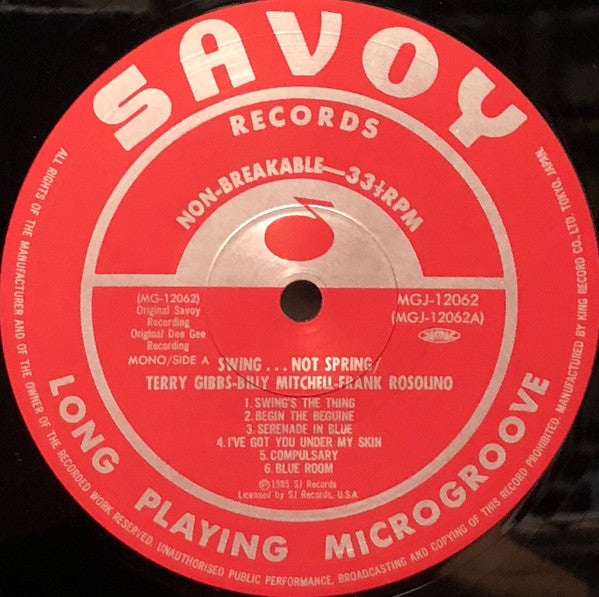 SAVOY
RECORDS
NON-BREAKABLE—33⅓RPM
(MG-12062)
Original Savoy
Recording
Original Dee Gee
Recording
MONO/SIDE A
MGJ-12062
(MGJ-12062A)
SWING...NOT SPRING/
TERRY GIBBS-BILLY MITCHELL-FRANK ROSOLINO
1. SWING'S THE THING
2. BEGIN THE BEGUINE
3. SERENADE IN BLUE
4. I'VE GOT YOU UNDER MY SKIN
5. COMPULSARY
6. BLUE ROOM
Ⓟ1985 SJ Records
Licensed by SJ Records, U.S.A.
LONG PLAYING MICROGROOVE
ALL RIGHTS OF THE MANUFACTURER AND OF THE OWNER OF THE RECORDED WORK RESERVED. UNAUTHORISED PUBLIC PERFORMANCE, BROADCASTING AND COPYING OF THIS RECORD PROHIBITED. MANUFACTURED BY KING RECORD CO., LTD. TOKYO, JAPAN.